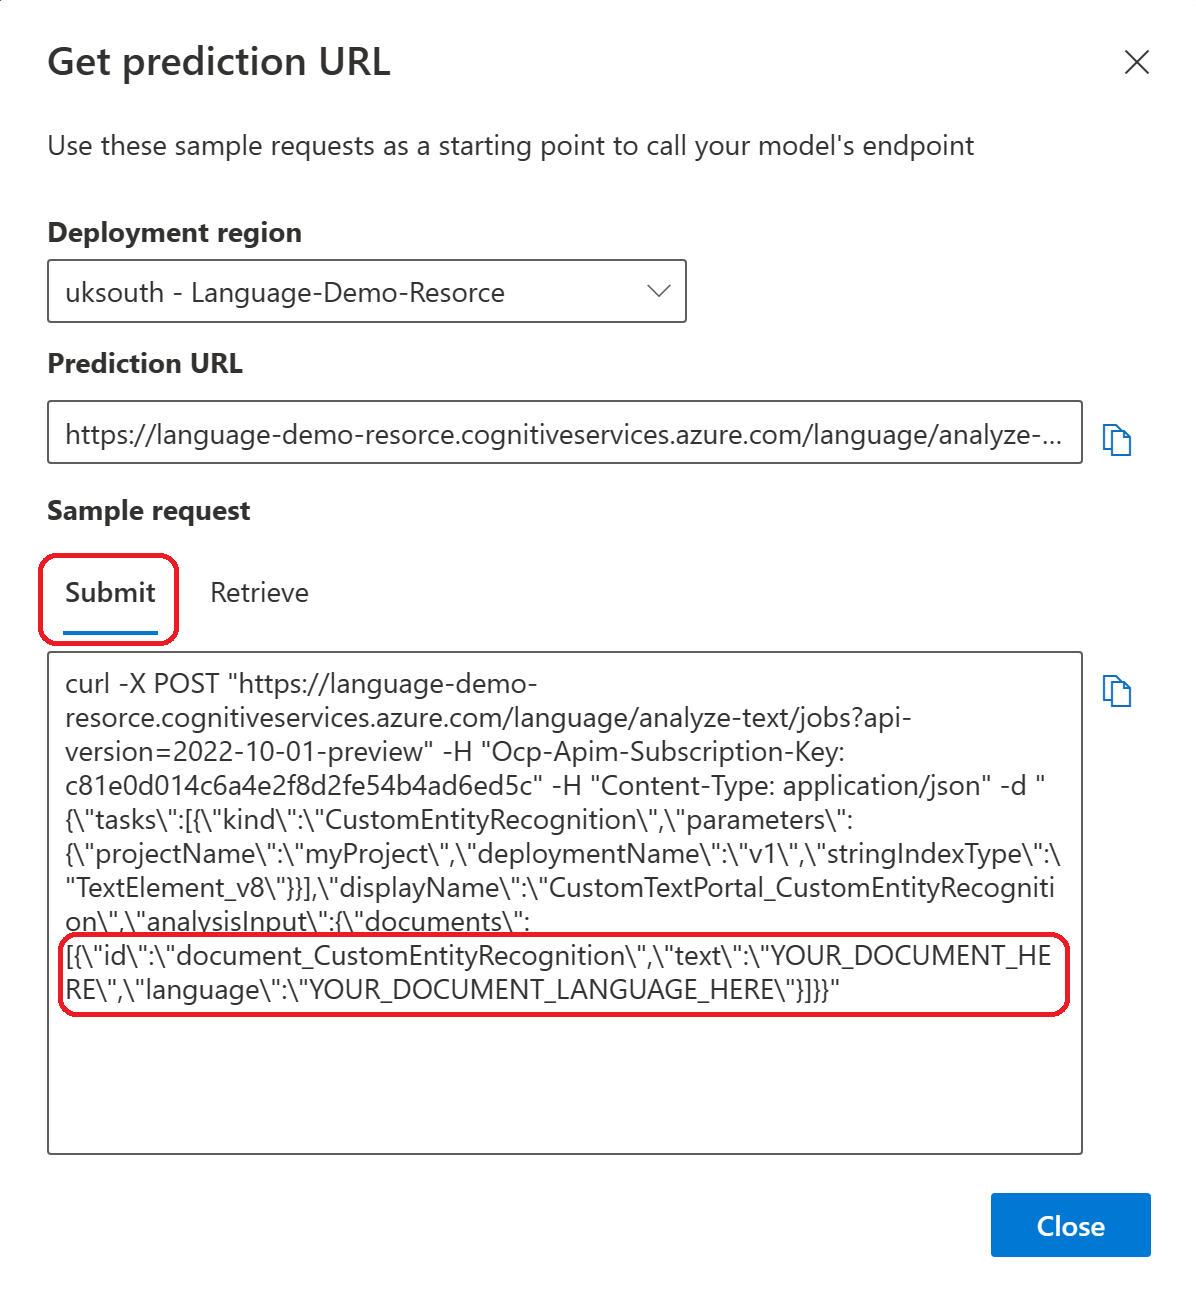 Get prediction URL
Use these sample requests as a starting point to call your model's endpoint
Deployment region
uksouth - Language-Demo-Resorce
Prediction URL
https://language-demo-resorce.cognitiveservices.azure.com/language/analyze-...
Sample request
Submit
Retrieve
curl -X POST "https://language-demo-
resorce.cognitiveservices.azure.com/language/analyze-text/jobs?api-
version=2022-10-01-preview" -H "Ocp-Apim-Subscription-Key:
c81e0d014c6a4e2f8d2fe54b4ad6ed5c" -H "Content-Type: application/json" -d "
{\"tasks\":[{\"kind\":\"CustomEntityRecognition\",\"parameters\":
{\"projectName\":\"myProject\",\"deploymentName\":\"v1\",\"stringIndexType\":\
"TextElement_v8\"}}],\"displayName\":\"CustomTextPortal_CustomEntityRecogniti
on\",\"analysisInput\":{\"documents\":
[{\"id\":\"document_CustomEntityRecognition\",\"text\":\"YOUR_DOCUMENT_HE
RE\",\"language\":\"YOUR_DOCUMENT_LANGUAGE_HERE\"}]}}"
Close